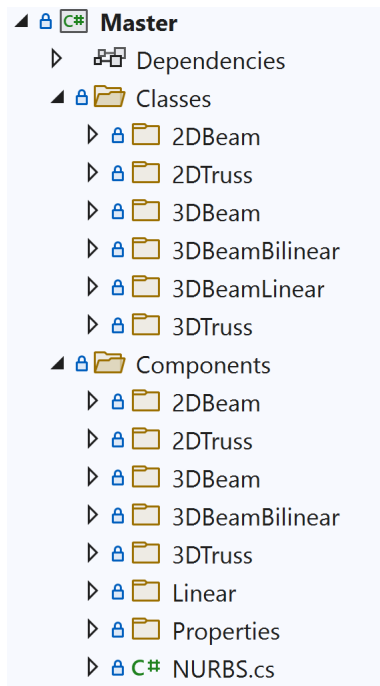 C# Master
Dependencies
Classes
2DBeam
2DTruss
3DBeam
3DBeamBilinear
3DBeamLinear
3DTruss
Components
2DBeam
2DTruss
3DBeam
3DBeamBilinear
3DTruss
Linear
Properties
C# NURBS.cs